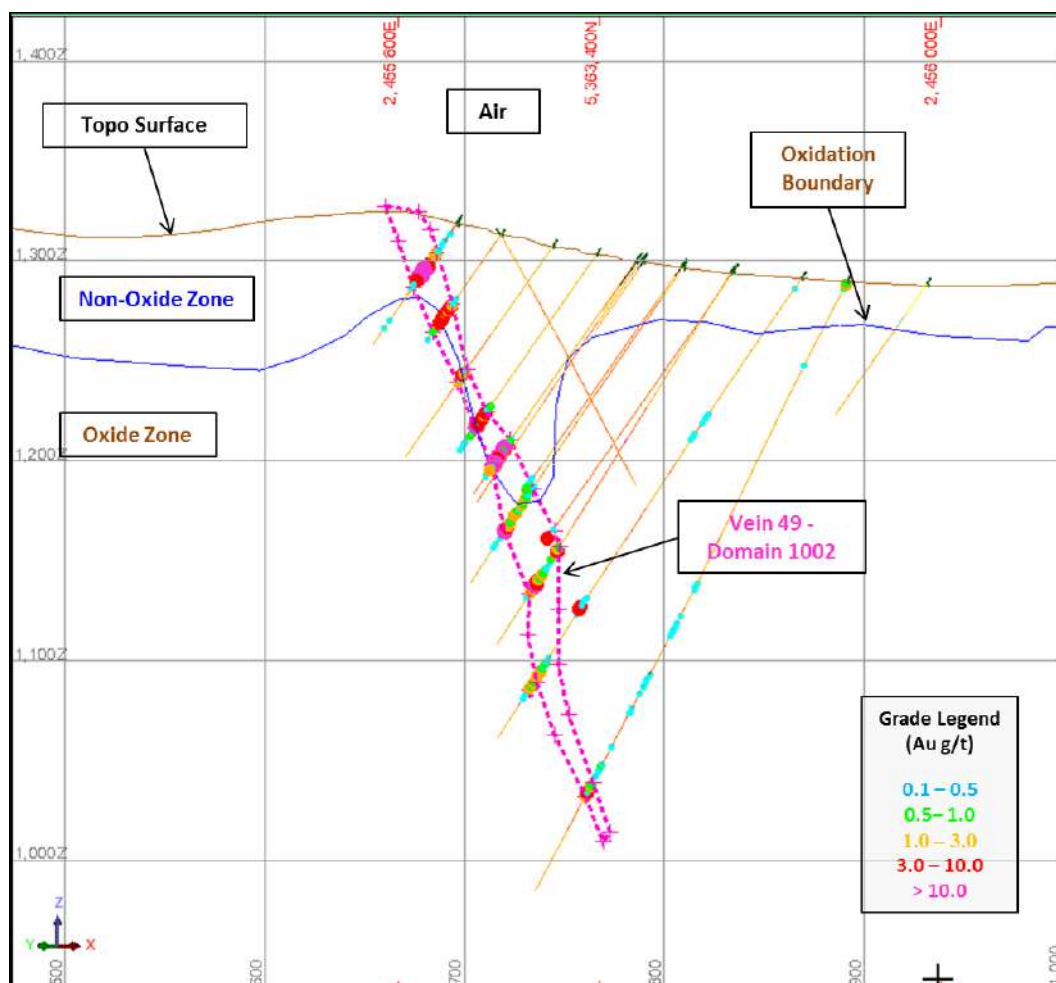 2,455,600E
5,363,400N
2,456,000E
1,400Z
Air
Topo Surface
Oxidation
Boundary
1,300Z
Non-Oxide Zone
Oxide Zone
1,200Z
Vein 49 -
Domain 1002
1,100Z
Grade Legend
(Au g/t)
0.1 – 0.5
0.5– 1.0
1.0 – 3.0
3.0 – 10.0
> 10.0
1,000Z
Z
Y
X
500
600
700
800
900
1,000